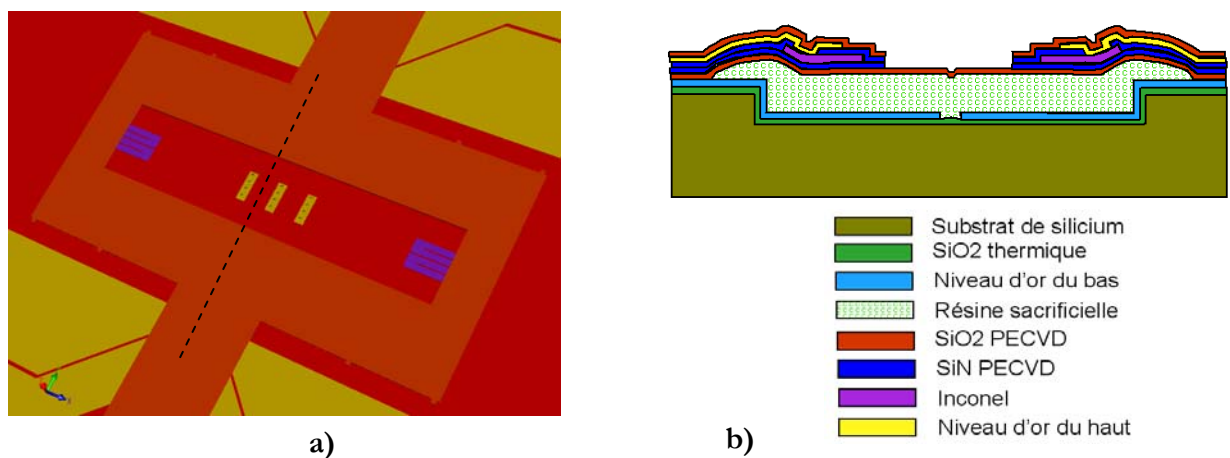 Substrat de silicium
SiO2 thermique
Niveau d'or du bas
Résine sacrificielle
SiO2 PECVD
SiN PECVD
Inconel
Niveau d'or du haut
a)
b)